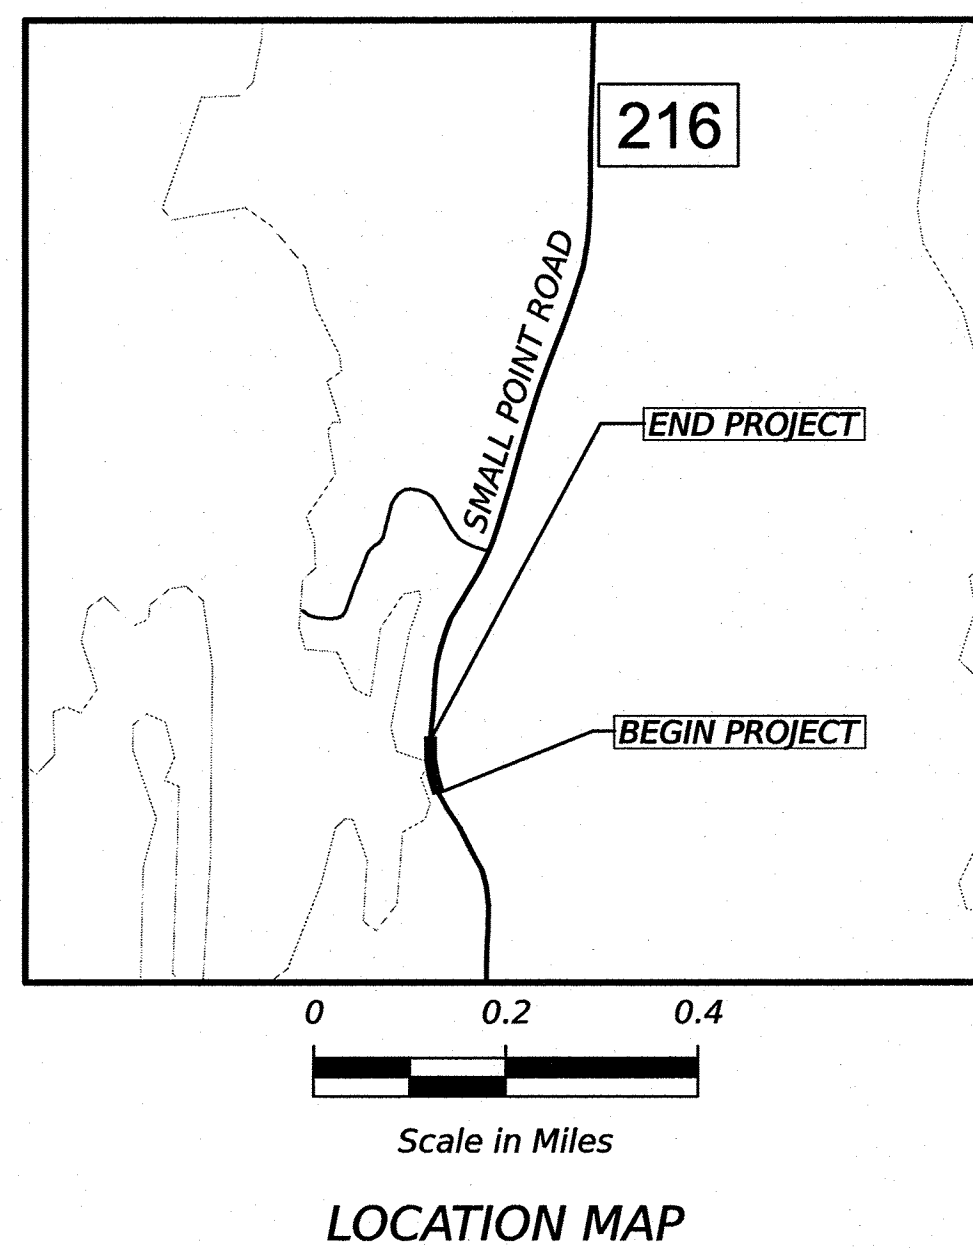 216
SMALL POINT ROAD
END PROJECT
BEGIN PROJECT
0 0.2 0.4
Scale in Miles
LOCATION MAP